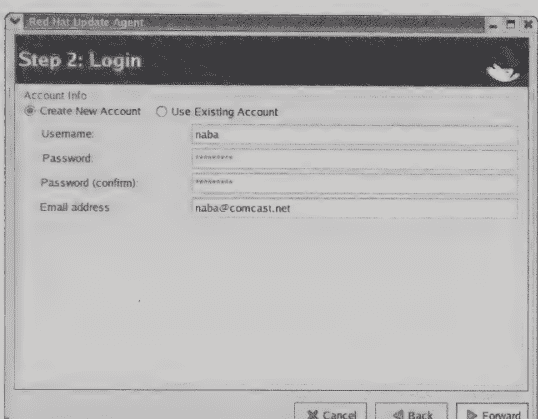 Red Hat Update Agent
Step 2: Login
Account Info
Create New Account Use Existing Account
Username: naba
Password: *********
Password (confirm): *********
Email address naba@comcast.net
Cancel Back Forward